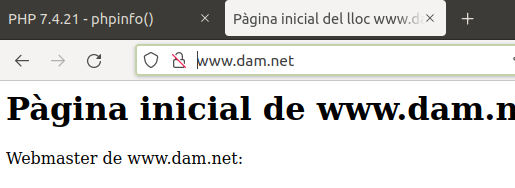 PHP 7.4.21 - phpinfo()
Pàgina inicial del lloc www.da
www.dam.net
Pàgina inicial de www.dam.n
Webmaster de www.dam.net: